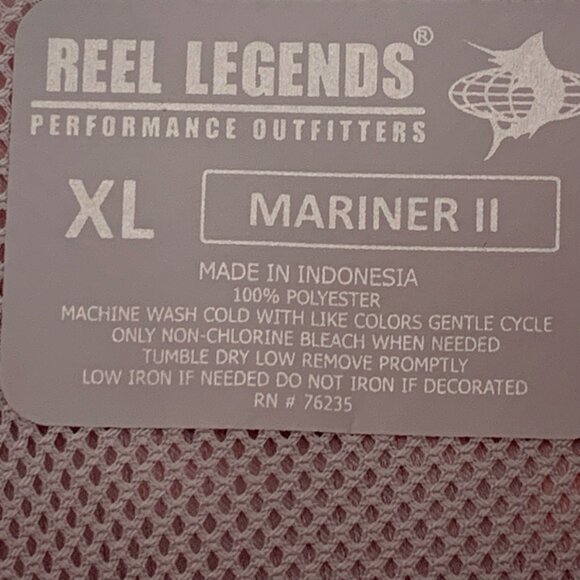 REEL LEGENDS®
PERFORMANCE OUTFITTERS
XL MARINER II
MADE IN INDONESIA
100% POLYESTER
MACHINE WASH COLD WITH LIKE COLORS GENTLE CYCLE
ONLY NON-CHLORINE BLEACH WHEN NEEDED
TUMBLE DRY LOW REMOVE PROMPTLY
LOW IRON IF NEEDED DO NOT IRON IF DECORATED
RN # 76235